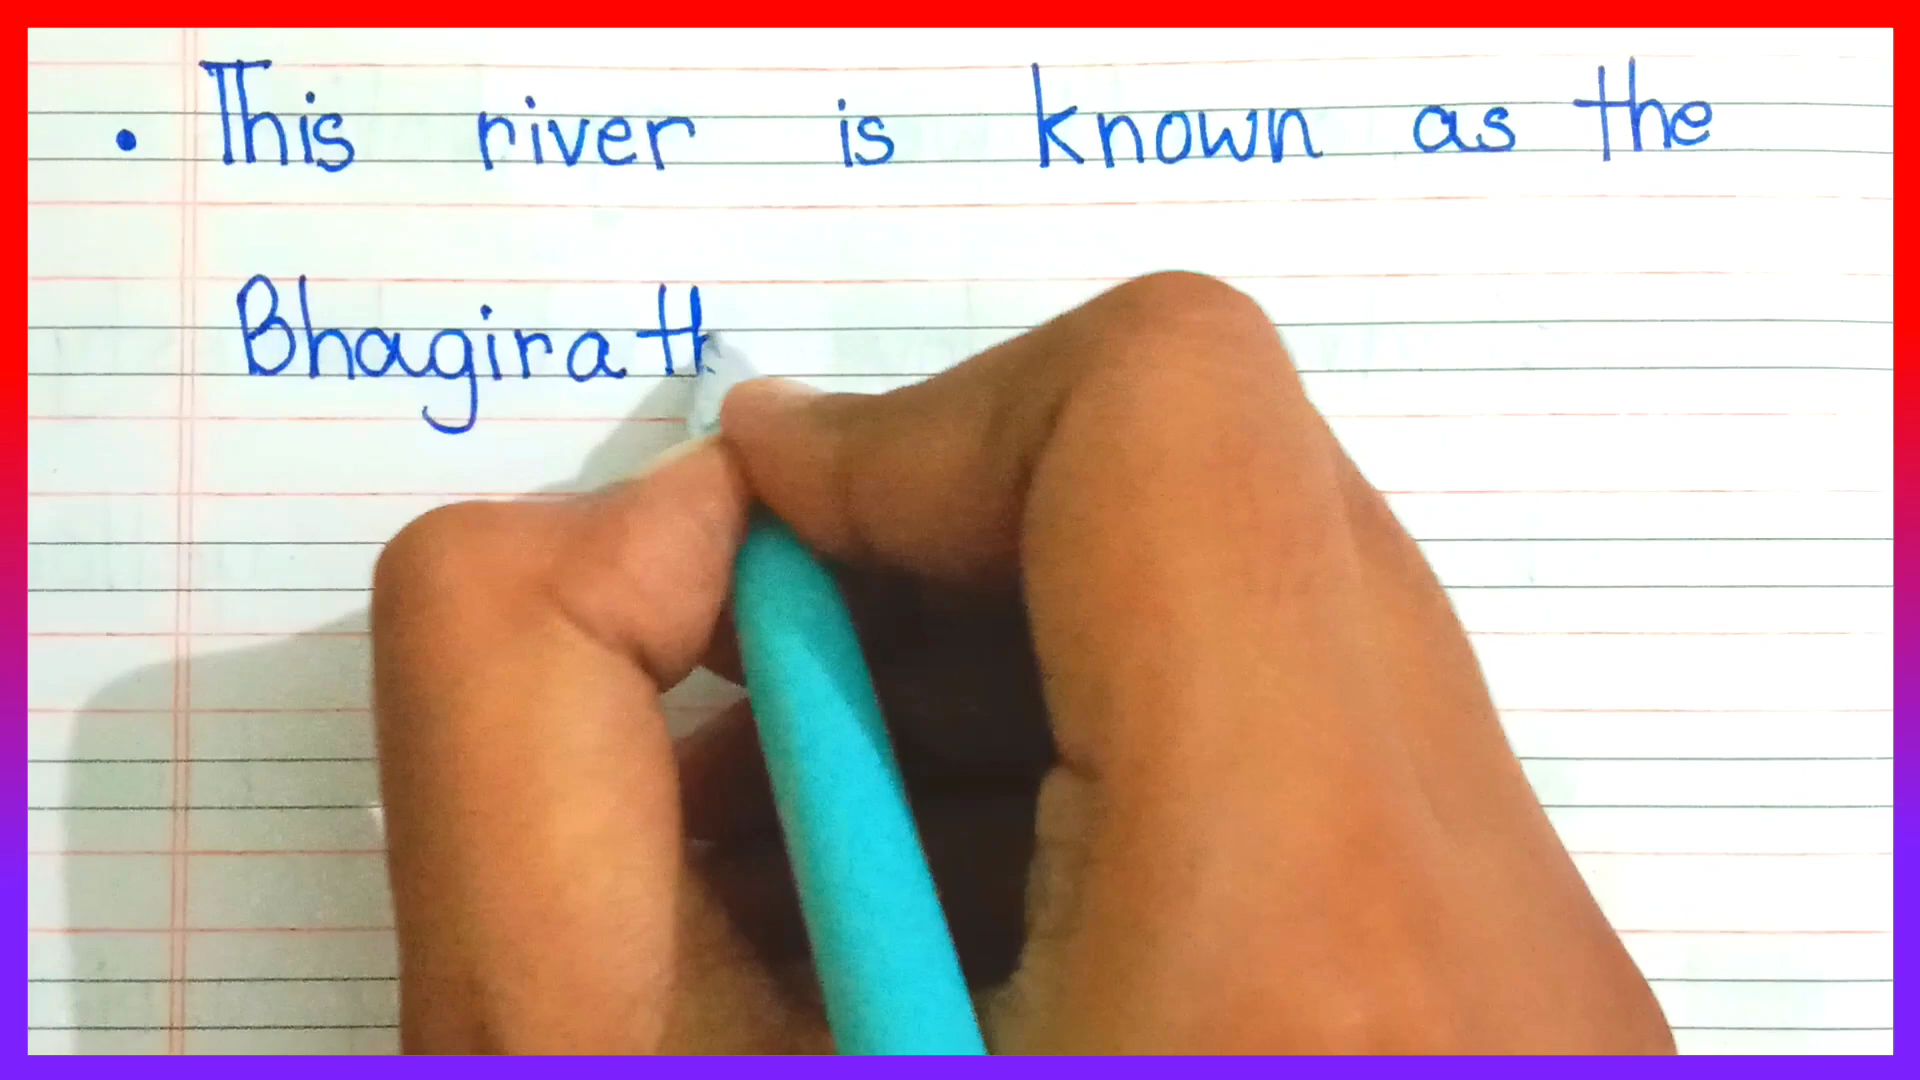 • This river is known as the
Bhagirath